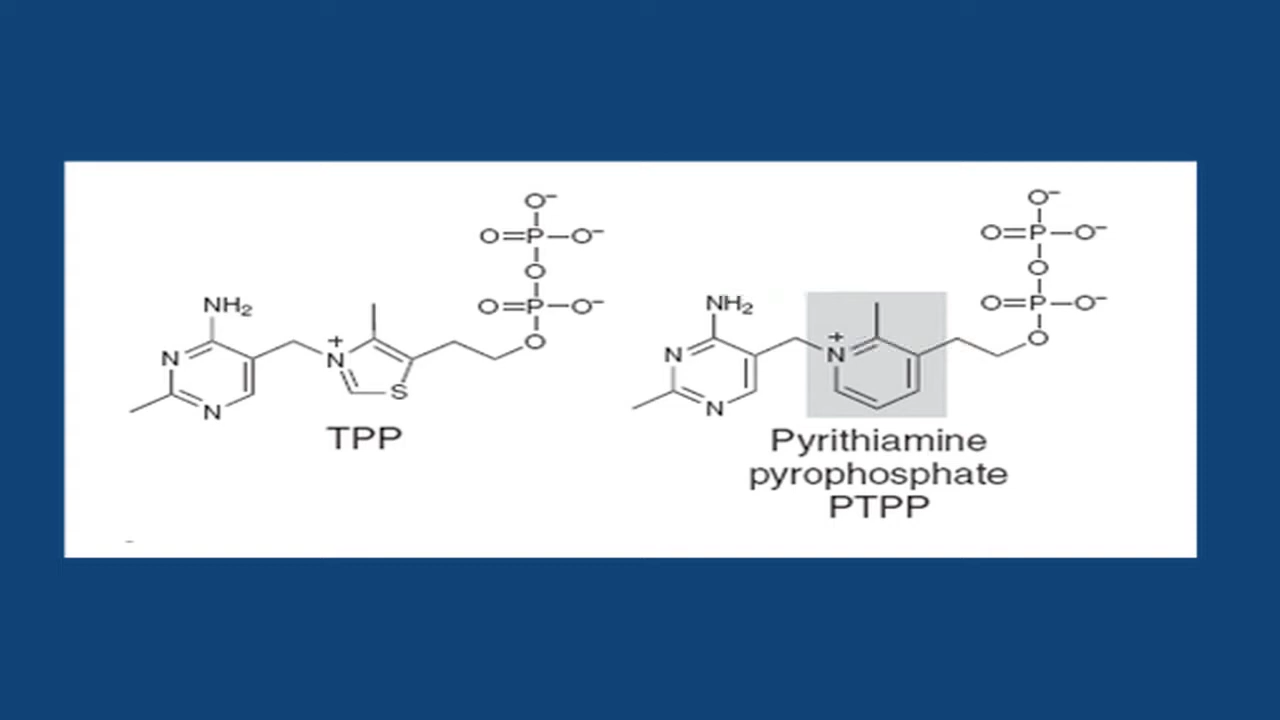 O⁻
O=P—O⁻
O
O=P—O⁻
O
NH₂
N
N
+
N
S
TPP
O⁻
O=P—O⁻
O
O=P—O⁻
O
NH₂
N
N
+
N
Pyrithiamine
pyrophosphate
PTPP